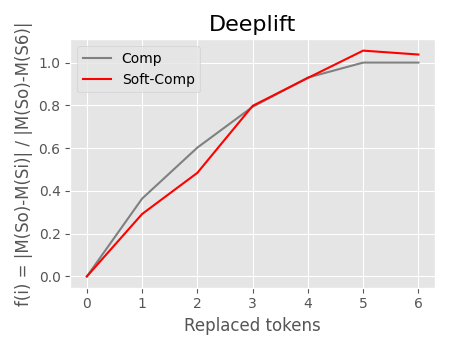 Deeplift
f(i) = |M(So)-M(Si)| / |M(So)-M(S6)|
1.0
0.8
0.6
0.4
0.2
0.0
Comp
Soft-Comp
0 1 2 3 4 5 6
Replaced tokens